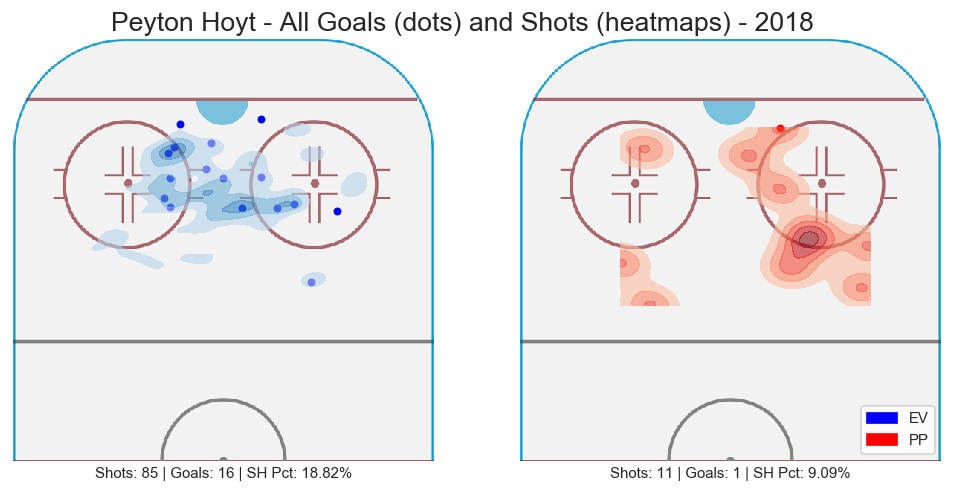 Peyton Hoyt - All Goals (dots) and Shots (heatmaps) - 2018
EV
PP
Shots: 85 | Goals: 16 | SH Pct: 18.82%
Shots: 11 | Goals: 1 | SH Pct: 9.09%